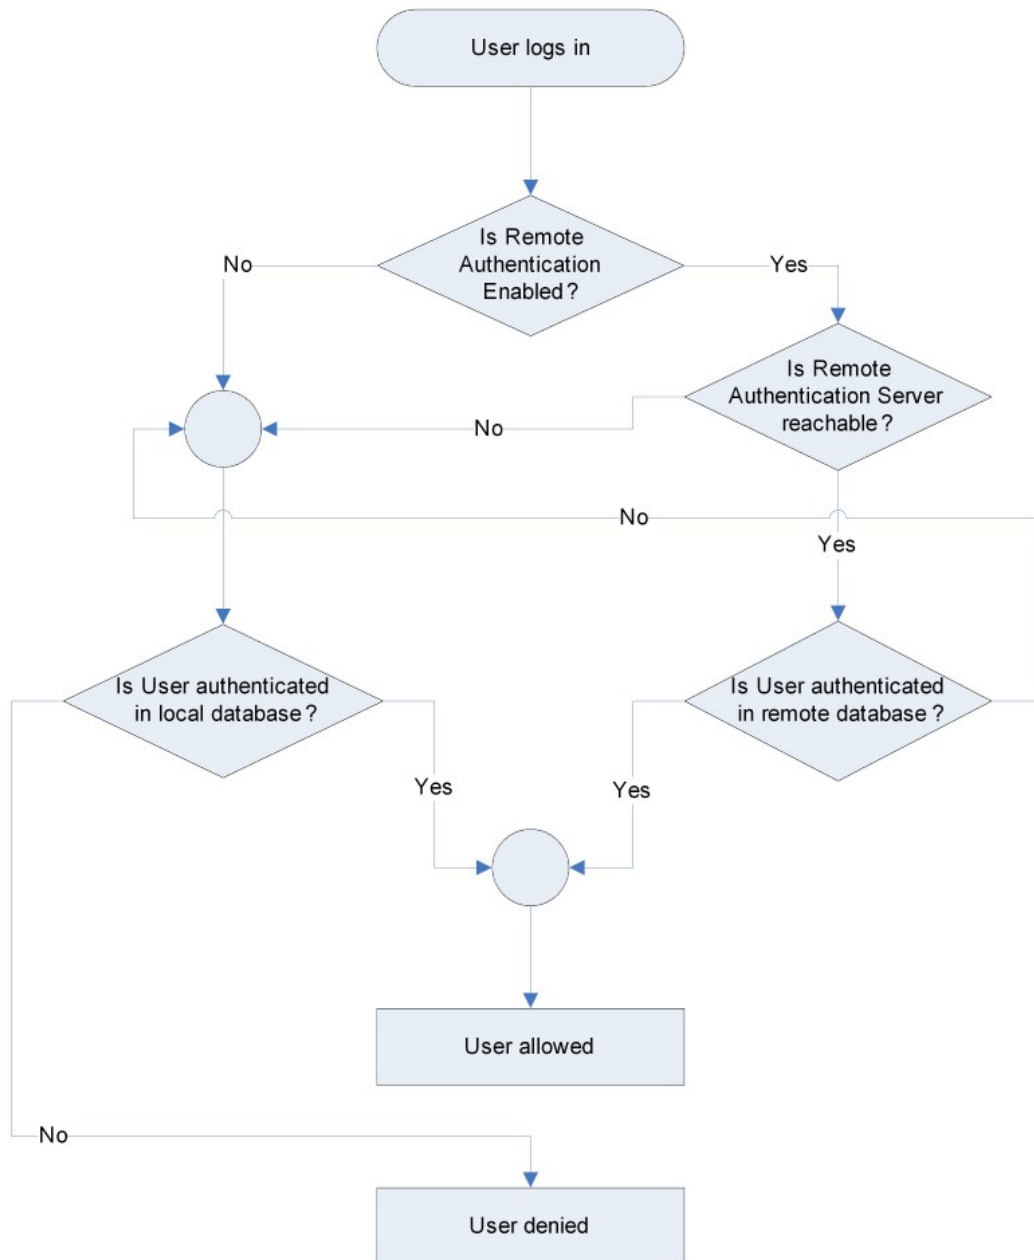 User logs in
Is Remote
Authentication
Enabled?
No
Yes
Is Remote
Authentication Server
reachable?
No
No
Yes
Is User authenticated
in local database?
Is User authenticated
in remote database?
Yes
Yes
User allowed
No
User denied